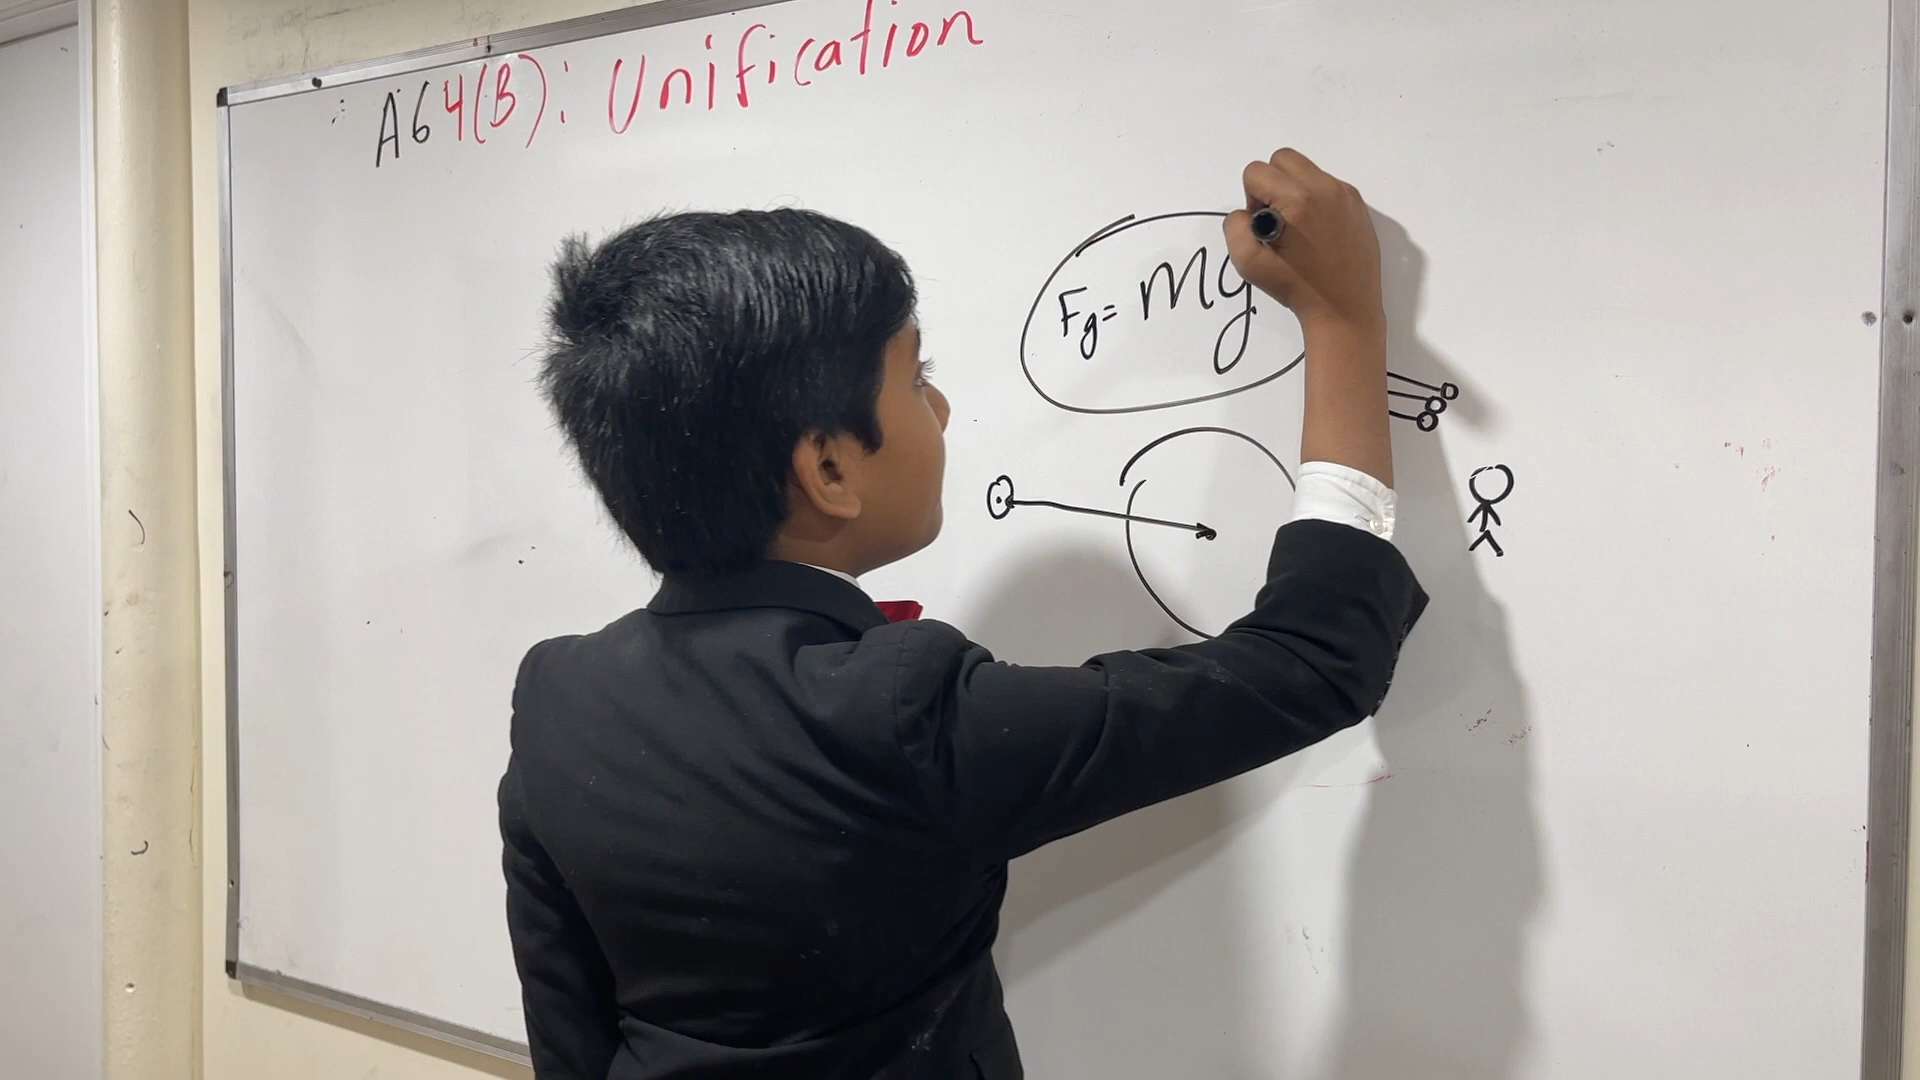 A64(B): Unification
Fg = mg